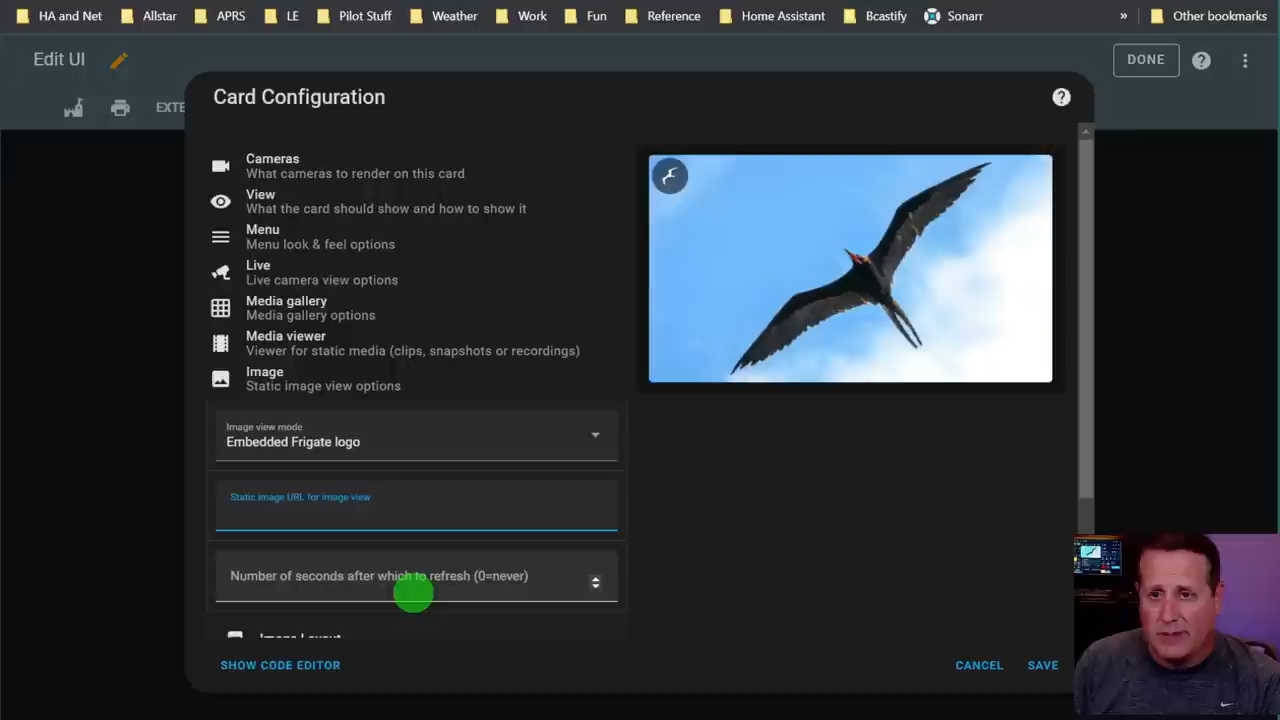 HA and Net
Allstar
APRS
LE
Pilot Stuff
Weather
Work
Fun
Reference
Home Assistant
Bcastify
Sonarr
»
Other bookmarks
Edit UI
DONE
EXTE
Card Configuration
Cameras
What cameras to render on this card
View
What the card should show and how to show it
Menu
Menu look & feel options
Live
Live camera view options
Media gallery
Media gallery options
Media viewer
Viewer for static media (clips, snapshots or recordings)
Image
Static image view options
Image view mode
Embedded Frigate logo
Static image URL for image view
Number of seconds after which to refresh (0=never)
Image Layout
SHOW CODE EDITOR
CANCEL
SAVE